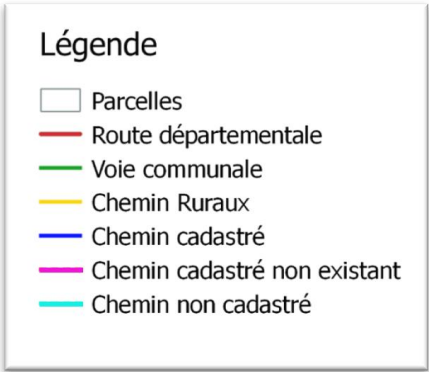 Légende
Parcelles
Route départementale
Voie communale
Chemin Ruraux
Chemin cadastré
Chemin cadastré non existant
Chemin non cadastré